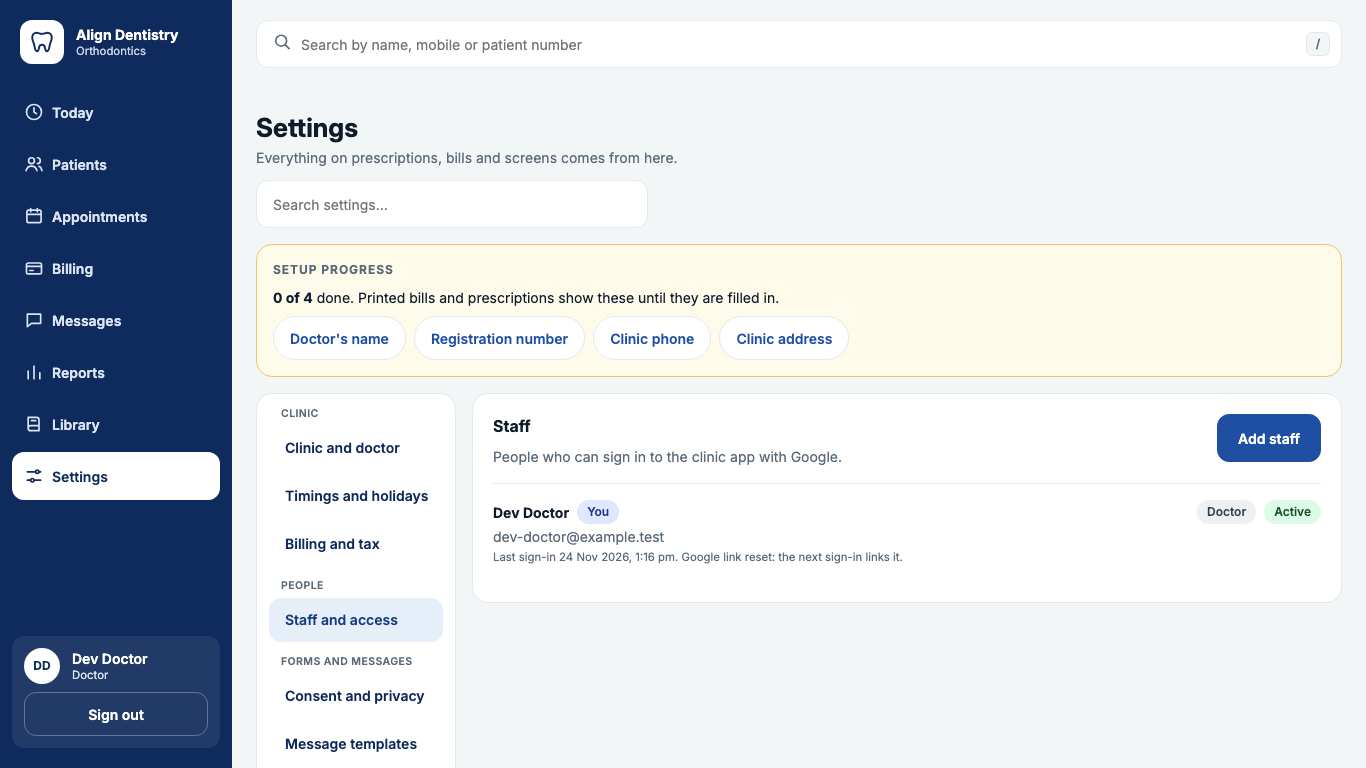 Align Dentistry
Orthodontics
Today
Patients
Appointments
Billing
Messages
Reports
Library
Settings
DD
Dev Doctor
Doctor
Sign out
Search by name, mobile or patient number
/
Settings
Everything on prescriptions, bills and screens comes from here.
Search settings...
SETUP PROGRESS
0 of 4 done. Printed bills and prescriptions show these until they are filled in.
Doctor's name
Registration number
Clinic phone
Clinic address
CLINIC
Clinic and doctor
Timings and holidays
Billing and tax
PEOPLE
Staff and access
FORMS AND MESSAGES
Consent and privacy
Message templates
Staff
People who can sign in to the clinic app with Google.
Add staff
Dev Doctor You
Doctor Active
dev-doctor@example.test
Last sign-in 24 Nov 2026, 1:16 pm. Google link reset: the next sign-in links it.